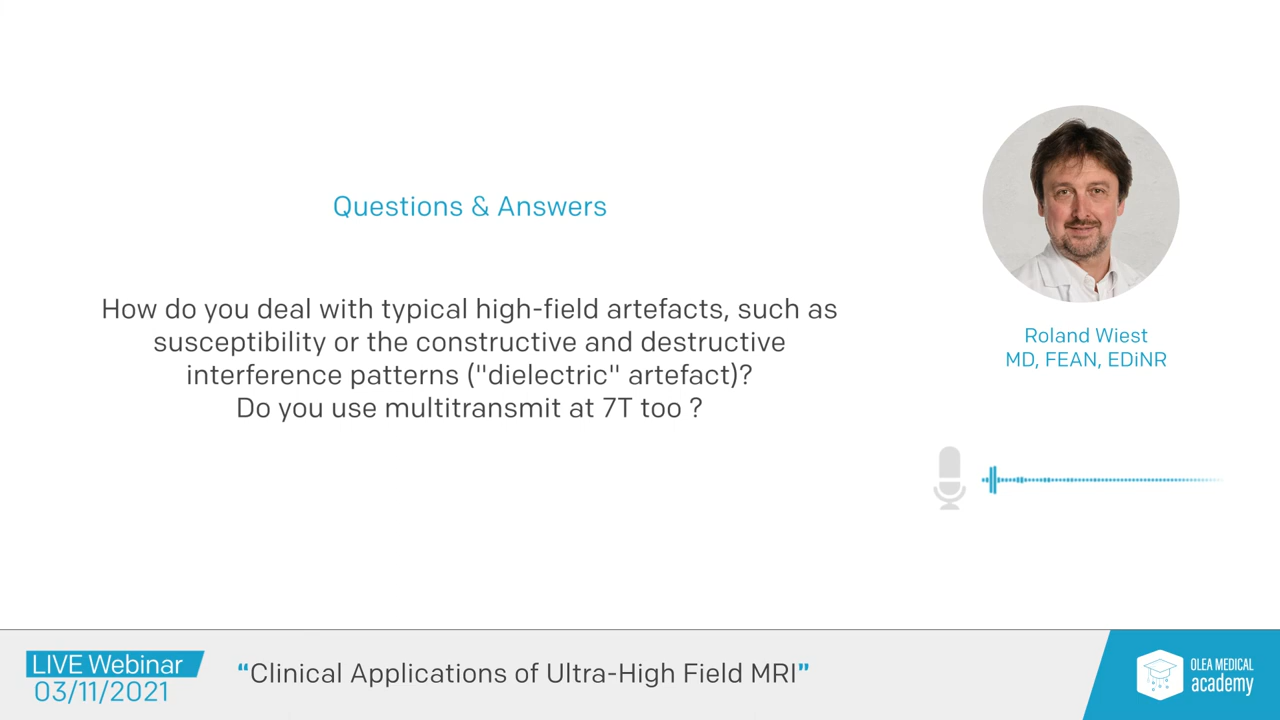 Questions & Answers
How do you deal with typical high-field artefacts, such as
susceptibility or the constructive and destructive
interference patterns ("dielectric" artefact)?
Do you use multitransmit at 7T too ?
Roland Wiest
MD, FEAN, EDiNR
LIVE Webinar
03/11/2021
“Clinical Applications of Ultra-High Field MRI”
OLEA MEDICAL
academy